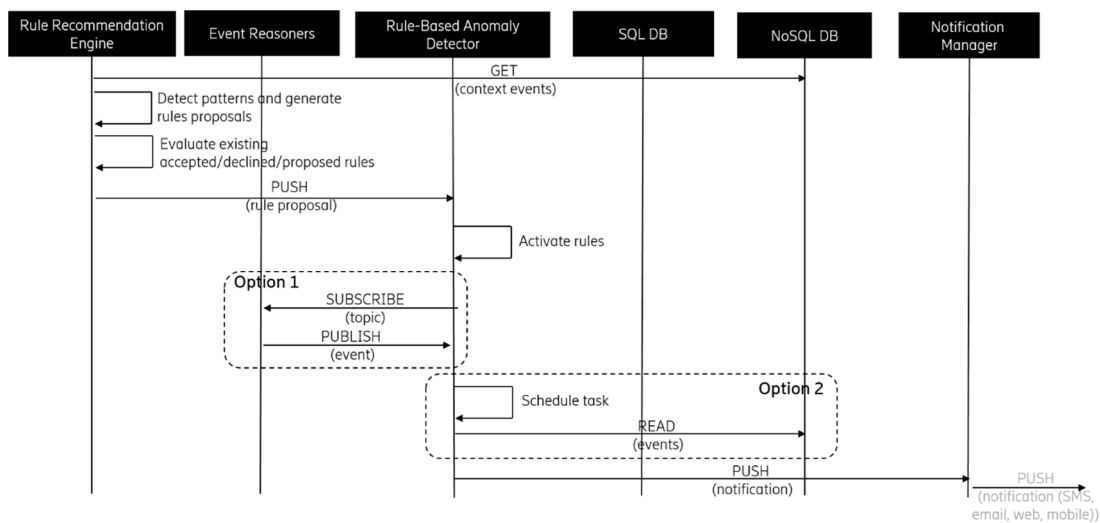 Rule Recommendation
Engine
Event Reasoners
Rule-Based Anomaly
Detector
SQL DB
NoSQL DB
Notification
Manager
GET
(context events)
Detect patterns and generate
rules proposals
Evaluate existing
accepted/declined/proposed rules
PUSH
(rule proposal)
Activate rules
Option 1
SUBSCRIBE
(topic)
PUBLISH
(event)
Option 2
Schedule task
READ
(events)
PUSH
(notification)
PUSH
(notification (SMS,
email, web, mobile))